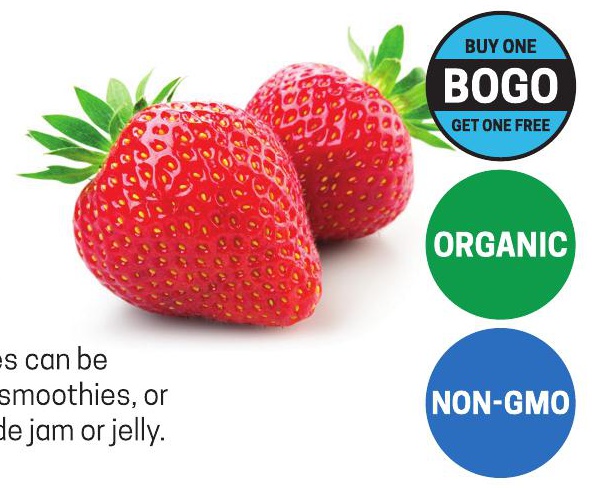 BUY ONE
BOGO
GET ONE FREE
ORGANIC
NON-GMO
es can be
smoothies, or
de jam or jelly.